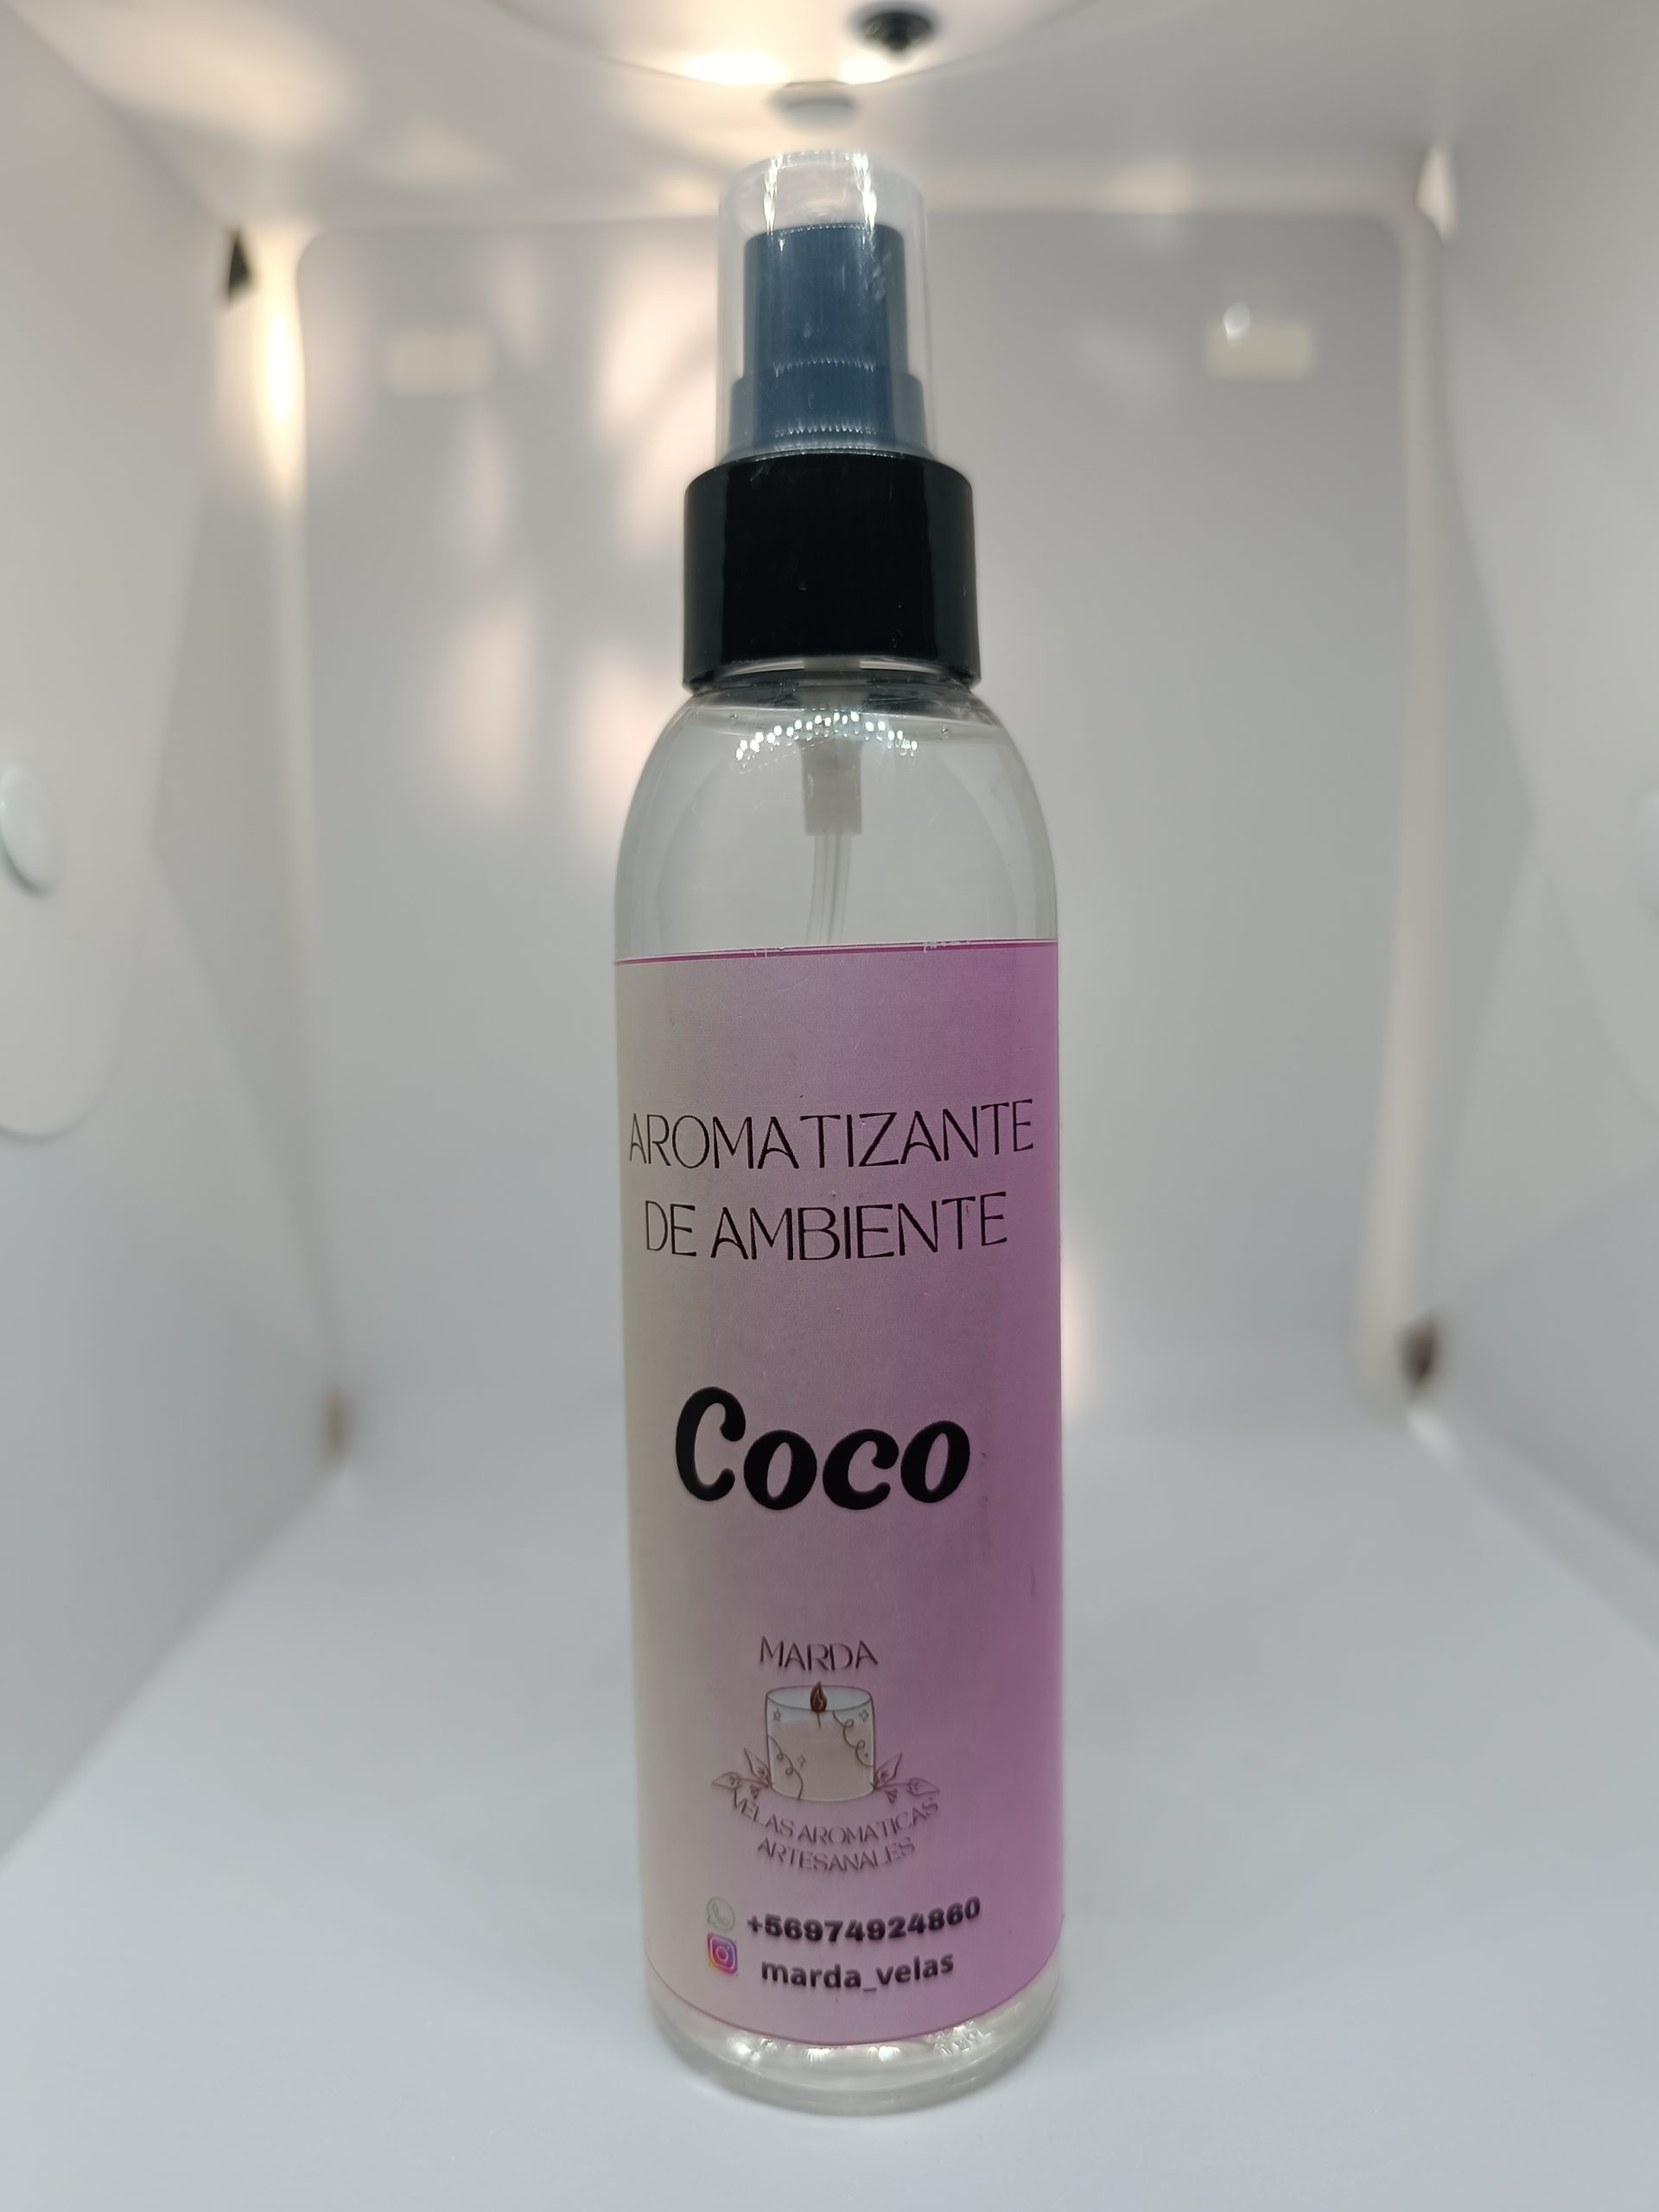 AROMATIZANTE
DE AMBIENTE
Coco
MARDA
VELAS AROMATICAS
ARTESANALES
+56974924860
marda_velas